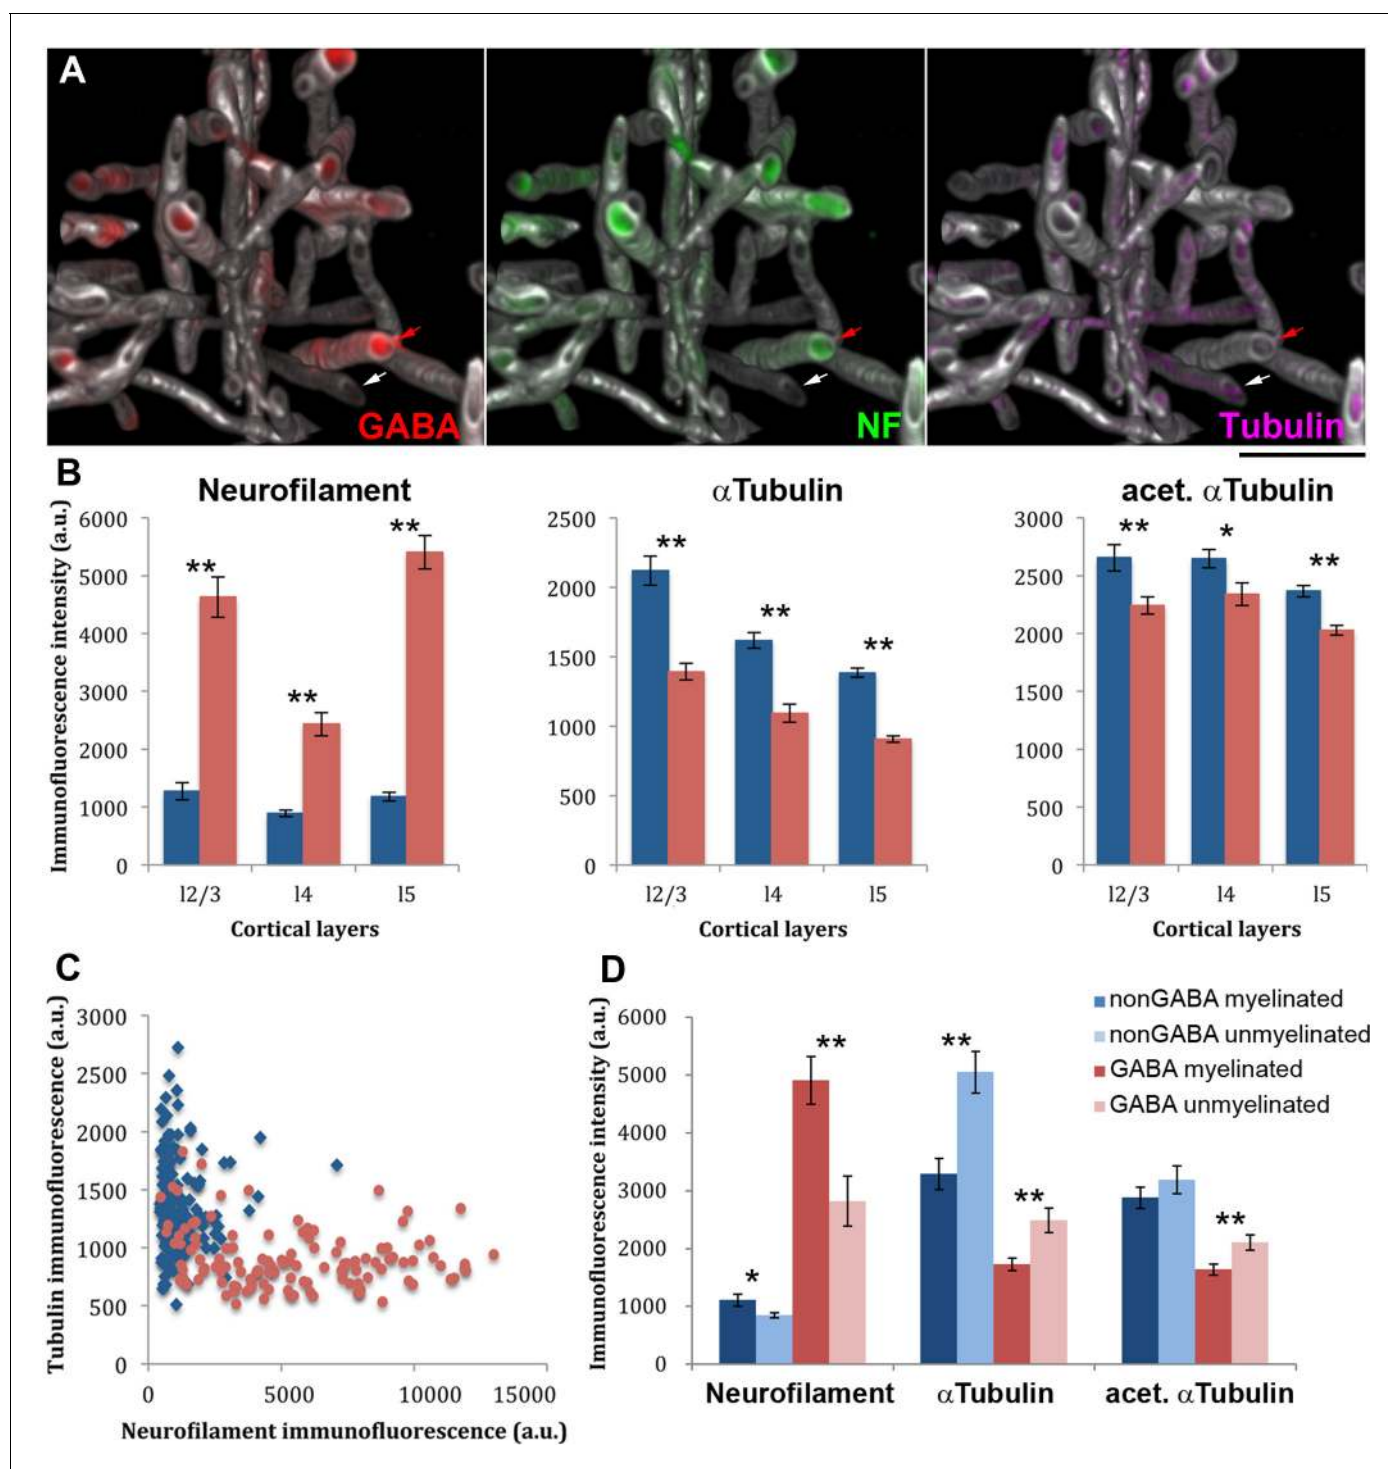 A
GABA
NF
Tubulin
B
Neurofilament
αTubulin
acet. αTubulin
Immunofluorescence intensity (a.u.)
6000
5000
4000
3000
2000
1000
0
**
**
**
l2/3
l4
l5
Cortical layers
2500
2000
1500
1000
500
0
**
**
**
l2/3
l4
l5
Cortical layers
3000
2500
2000
1500
1000
500
0
**
*
**
l2/3
l4
l5
Cortical layers
C
Tubulin immunofluorescence (a.u.)
3000
2500
2000
1500
1000
500
0
0
5000
10000
15000
Neurofilament immunofluorescence (a.u.)
D
Immunofluorescence intensity (a.u.)
6000
5000
4000
3000
2000
1000
0
*
**
**
**
**
nonGABA myelinated
nonGABA unmyelinated
GABA myelinated
GABA unmyelinated
Neurofilament
αTubulin
acet. αTubulin